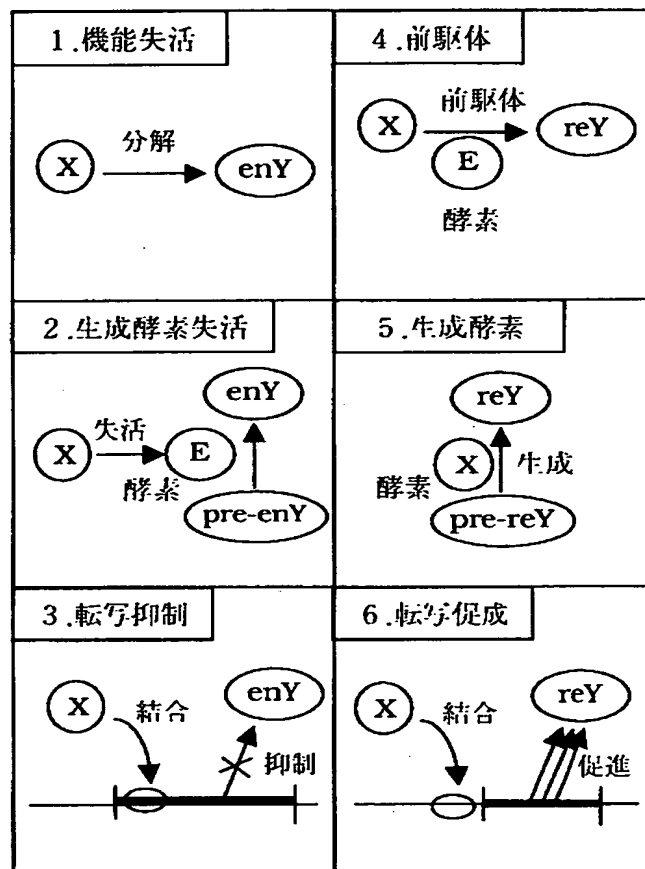 1.機能失活
X
分解
enY
2.生成酵素失活
enY
X
失活
E
酵素
pre-enY
3.転写抑制
X
結合
enY
抑制
4.前駆体
X
前駆体
reY
E
酵素
5.生成酵素
reY
X
酵素
生成
pre-reY
6.転写促成
X
結合
reY
促進